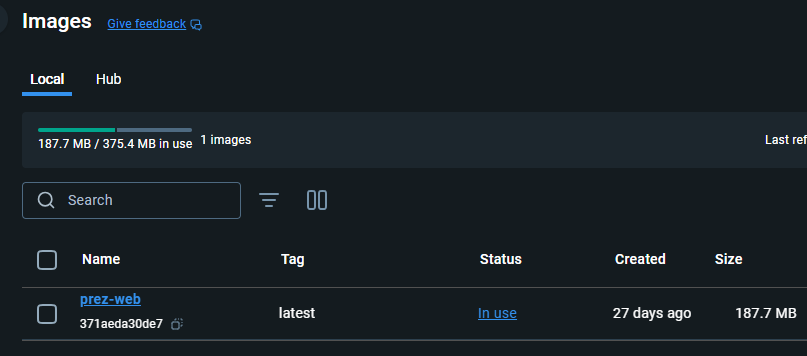 Images Give feedback
Local Hub
187.7 MB / 375.4 MB in use 1 images Last ref
Search
Name Tag Status Created Size
prez-web latest In use 27 days ago 187.7 MB
371aeda30de7